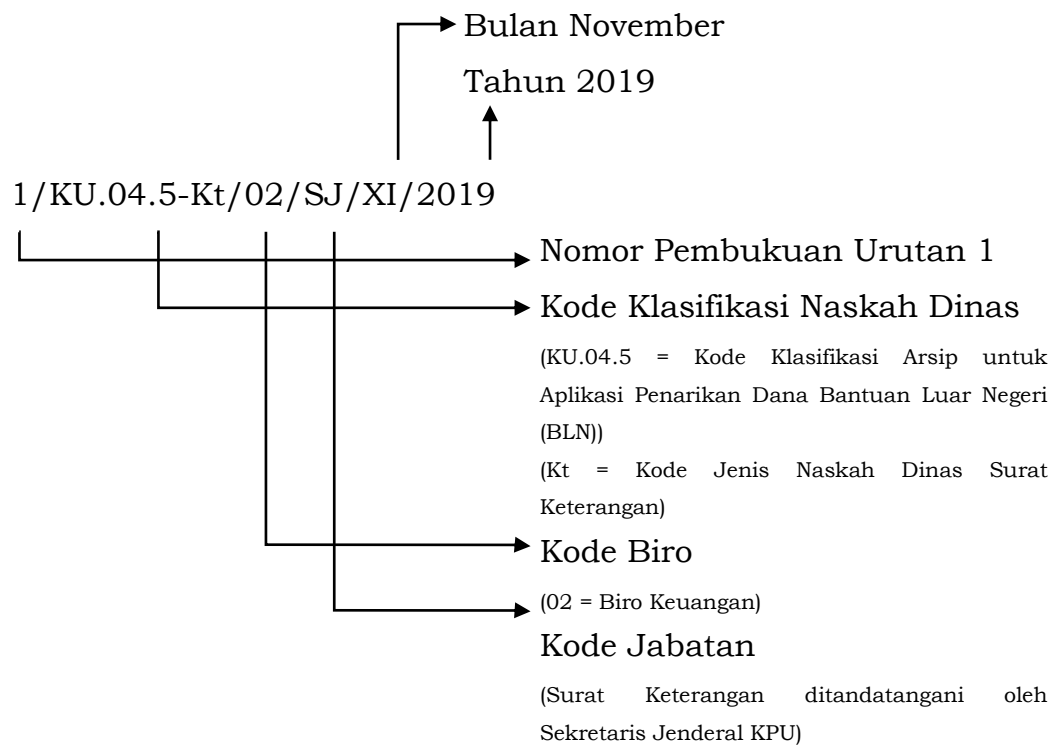 Bulan November
Tahun 2019
1/KU.04.5-Kt/02/SJ/XI/2019
Nomor Pembukuan Urutan 1
Kode Klasifikasi Naskah Dinas
(KU.04.5 = Kode Klasifikasi Arsip untuk
Aplikasi Penarikan Dana Bantuan Luar Negeri
(BLN))
(Kt = Kode Jenis Naskah Dinas Surat
Keterangan)
Kode Biro
(02 = Biro Keuangan)
Kode Jabatan
(Surat Keterangan ditandatangani oleh
Sekretaris Jenderal KPU)